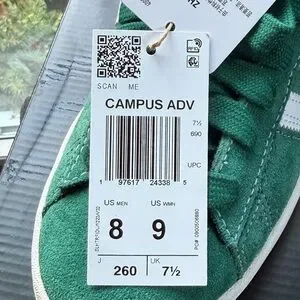 SCAN ME
CAMPUS ADV
7½
690
UPC
1 97617 24338 5
US MEN
8
US WMN
9
J
260
UK
7½